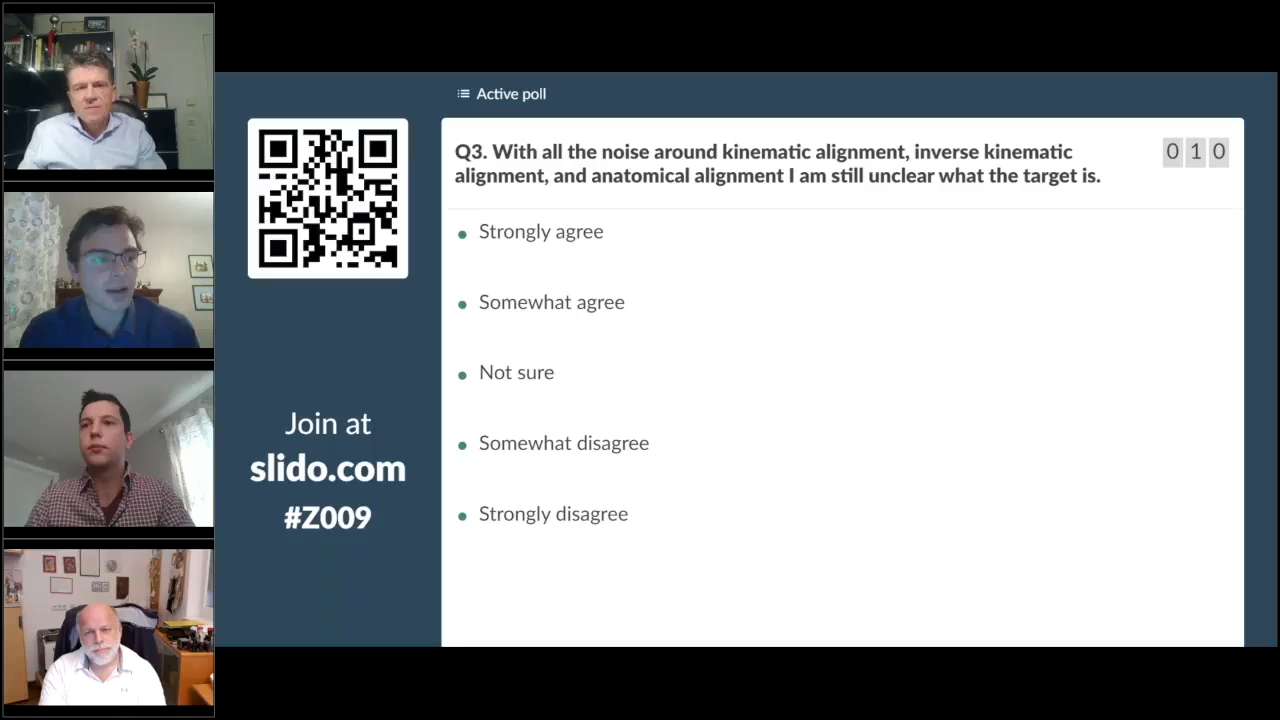 Active poll
Q3. With all the noise around kinematic alignment, inverse kinematic
alignment, and anatomical alignment I am still unclear what the target is.
0 1 0
Strongly agree
Somewhat agree
Not sure
Somewhat disagree
Strongly disagree
Join at
slido.com
#Z009